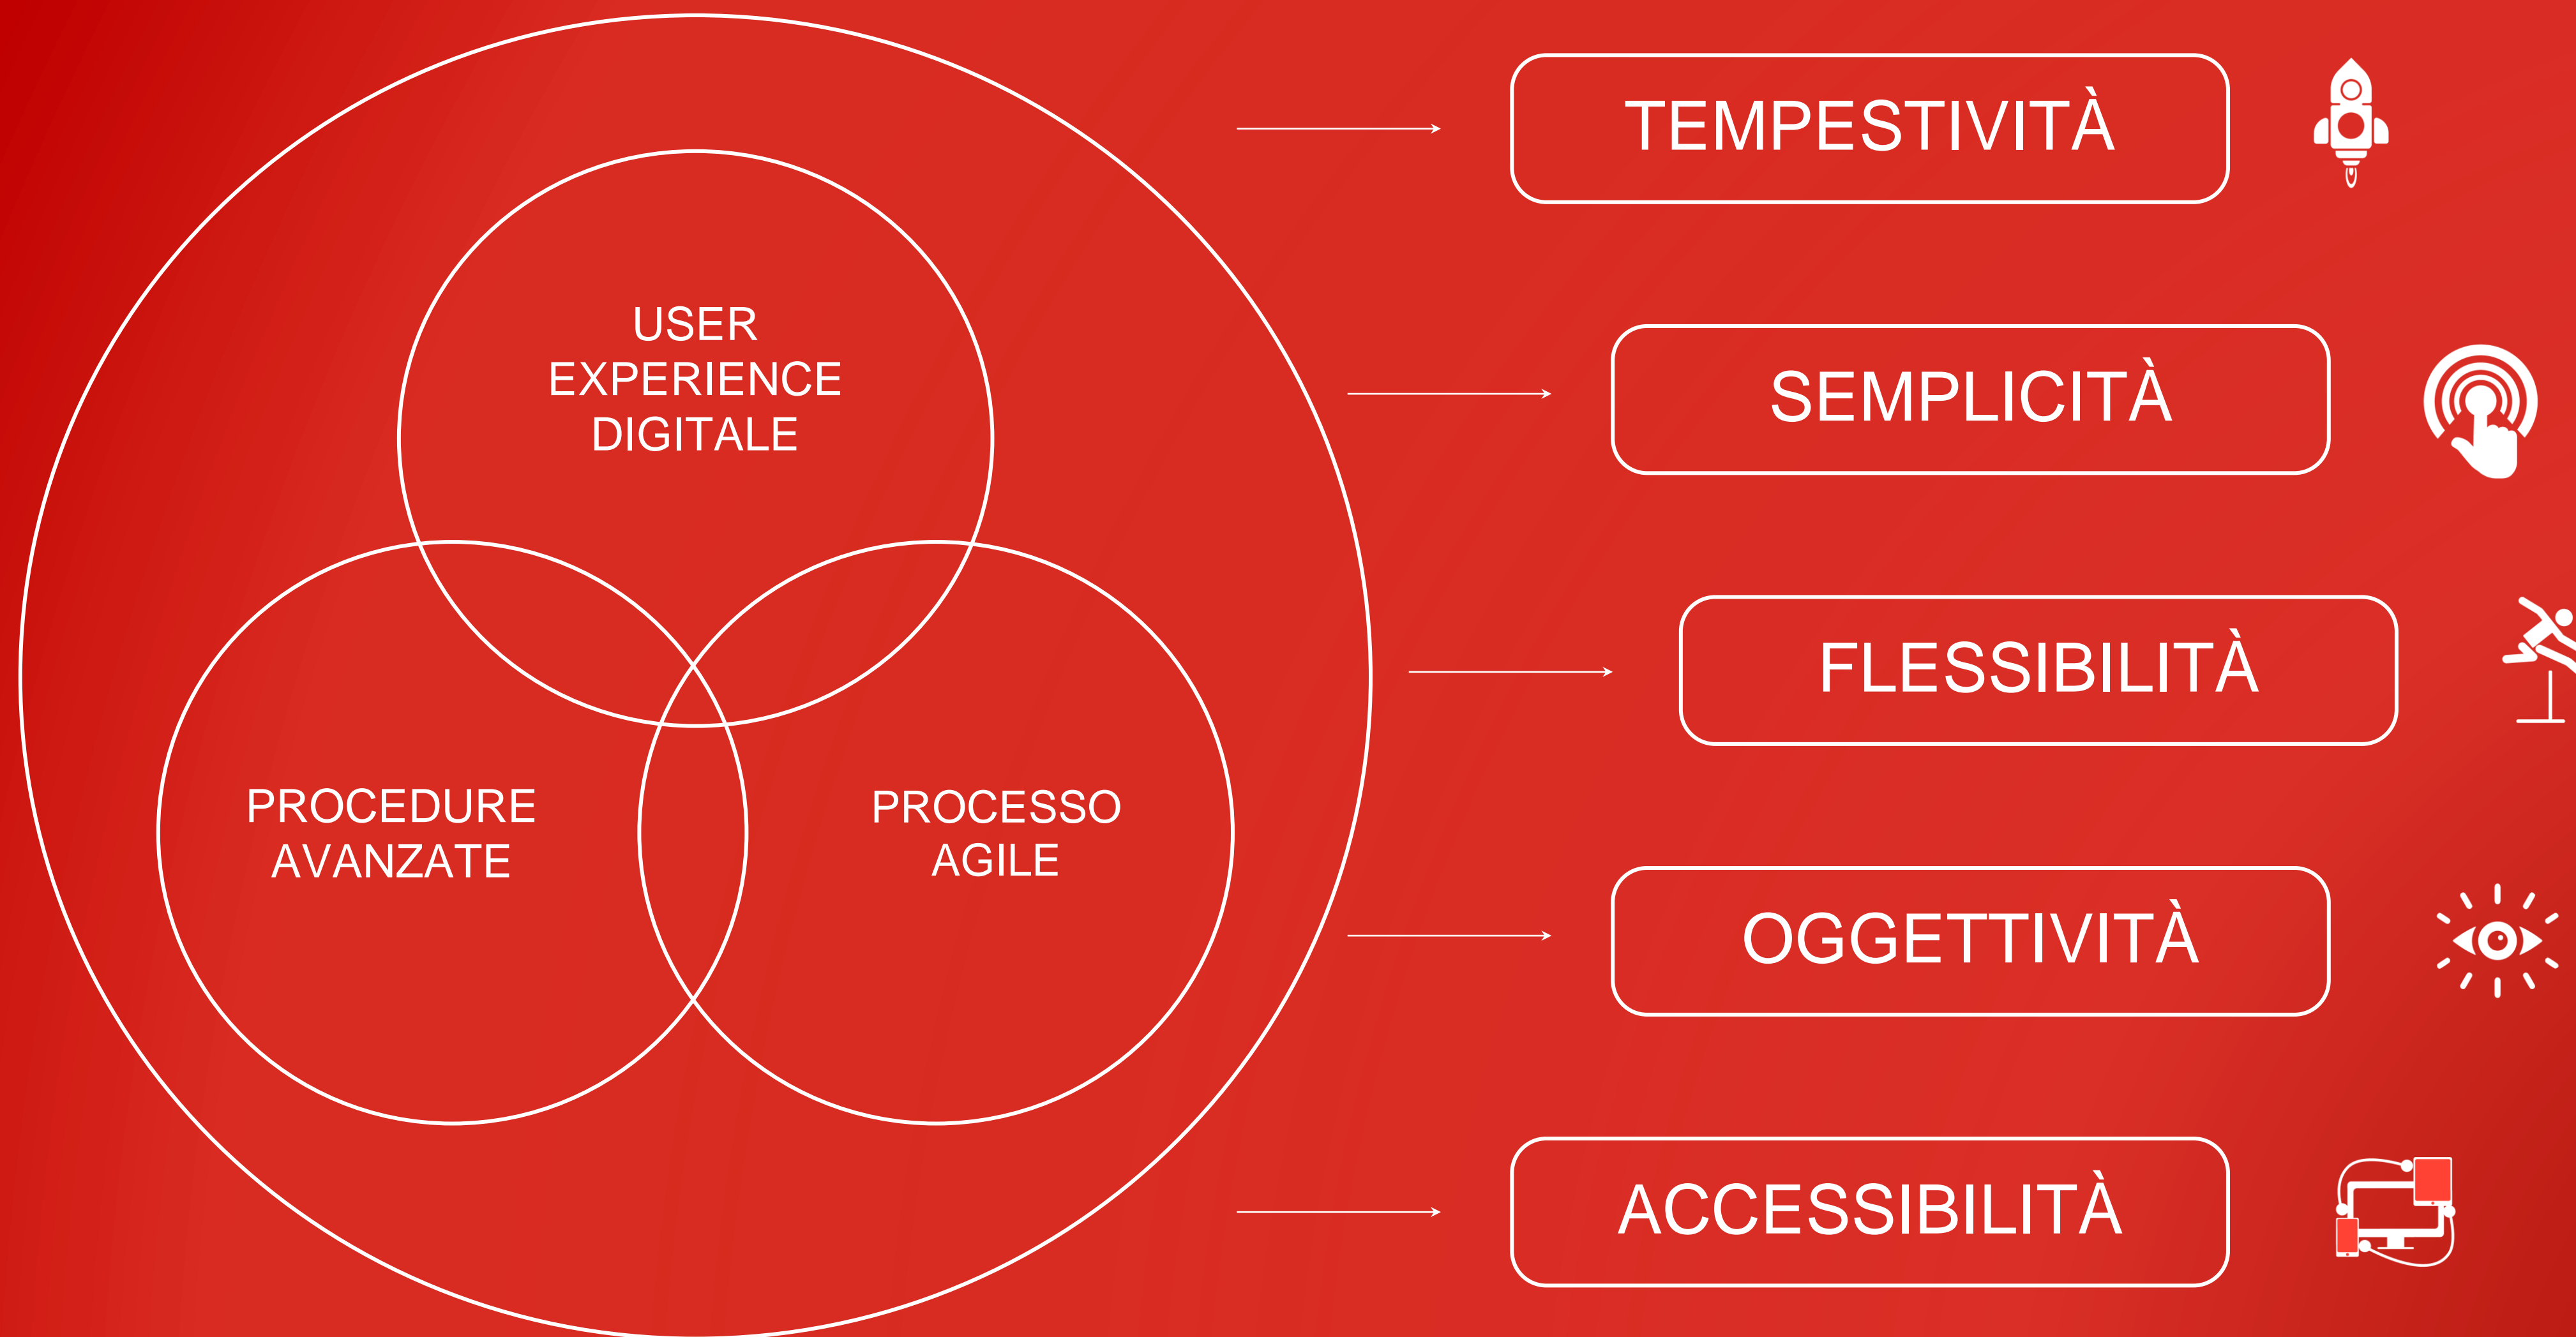 USER
EXPERIENCE
DIGITALE
PROCEDURE
AVANZATE
PROCESSO
AGILE
TEMPESTIVITÀ
SEMPLICITÀ
FLESSIBILITÀ
OGGETTIVITÀ
ACCESSIBILITÀ